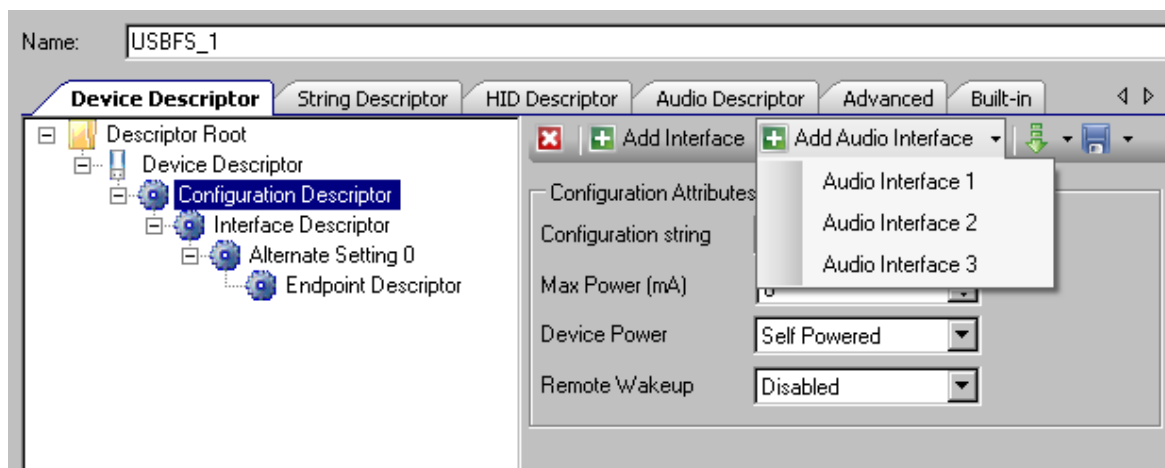 Name: USBFS_1
Device Descriptor String Descriptor HID Descriptor Audio Descriptor Advanced Built-in
Descriptor Root
Device Descriptor
Configuration Descriptor
Interface Descriptor
Alternate Setting 0
Endpoint Descriptor
Add Interface Add Audio Interface
Audio Interface 1
Audio Interface 2
Audio Interface 3
Configuration Attributes
Configuration string
Max Power (mA)
Device Power Self Powered
Remote Wakeup Disabled